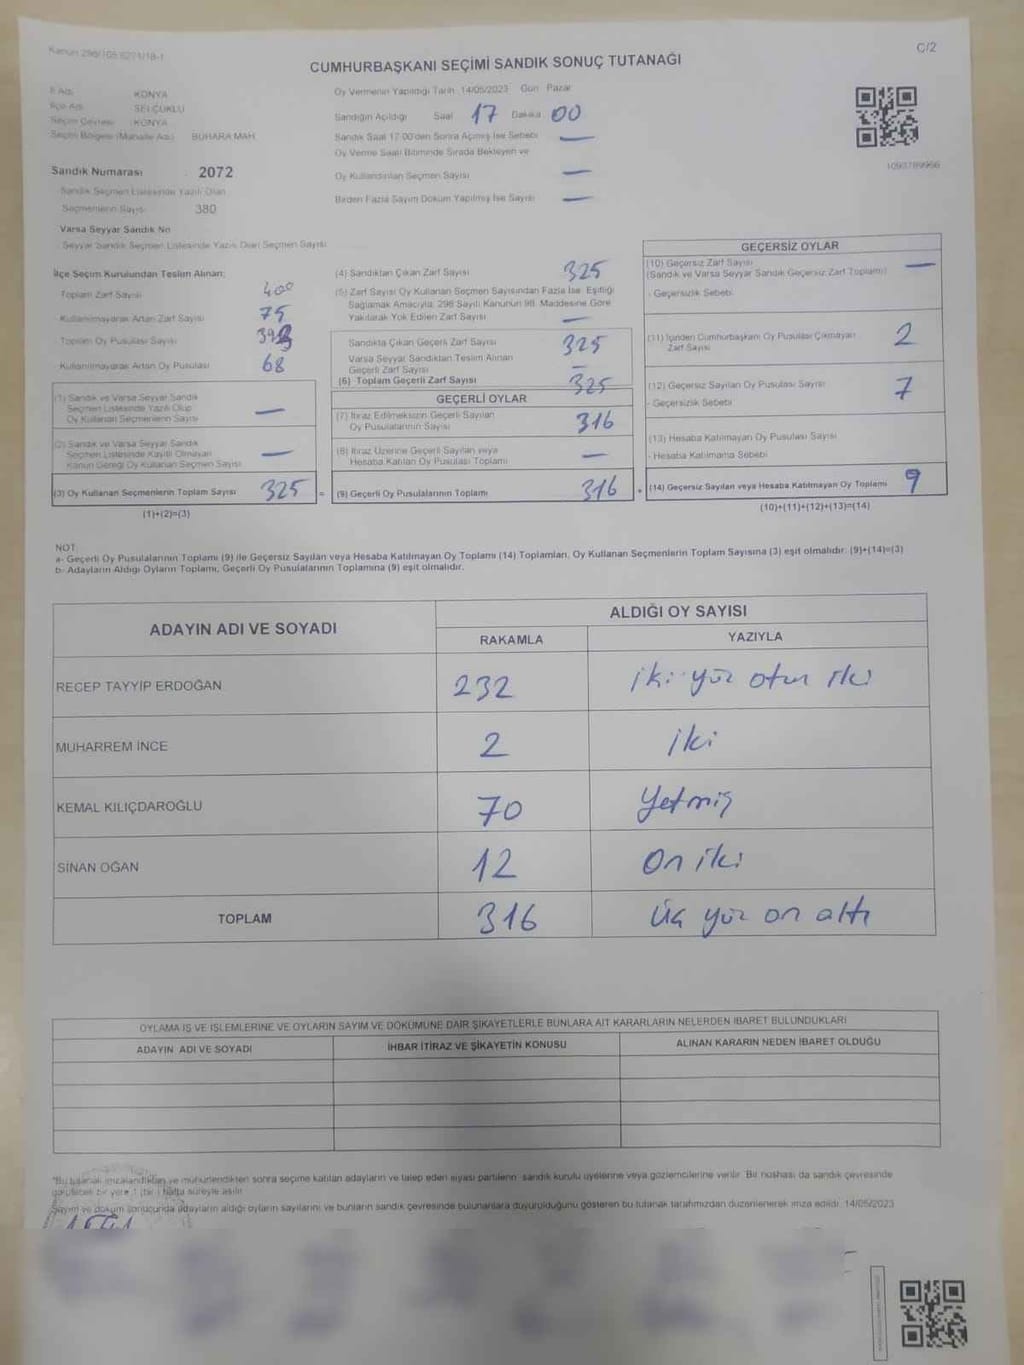 C/2
CUMHURBAŞKANI SEÇİMİ SANDIK SONUÇ TUTANAĞI
İl Adı KONYA
İlçe Adı SELÇUKLU
Seçim Çevresi KONYA
Seçim Bölgesi (Mahalle Adı) BUHARA MAH.
Sandık Numarası 2072
Sandık Seçmen Listesinde Yazılı Olan
Seçmenlerin Sayısı 380
Varsa Seyyar Sandık No
Seyyar Sandık Seçmen Listesinde Yazılı Olan Seçmen Sayısı
Oy Vermenin Yapıldığı Tarih 14/05/2023 Gün Pazar
Sandığın Açıldığı Saat 17 Dakika 00
Sandık Saat 17.00'den Sonra Açılmış İse Sebebi —
Oy Verme Saati Bitiminde Sırada Bekleyen ve
Oy Kullandırılan Seçmen Sayısı —
Birden Fazla Sayım Döküm Yapılmış İse Sayısı —
İlçe Seçim Kurulundan Teslim Alınan;
Toplam Zarf Sayısı 400
Kullanılmayarak Artan Zarf Sayısı 75
Toplam Oy Pusulası Sayısı
Kullanılmayarak Artan Oy Pusulası 68
(1) Sandık ve Varsa Seyyar Sandık
Seçmen Listesinde Yazılı Olup
Oy Kullanan Seçmenlerin Sayısı —
(2) Sandık ve Varsa Seyyar Sandık
Seçmen Listesinde Kayıtlı Olmayan
Kanun Gereği Oy Kullanan Seçmen Sayısı —
(3) Oy Kullanan Seçmenlerin Toplam Sayısı 325 =
(1)+(2)=(3)
(4) Sandıktan Çıkan Zarf Sayısı 325
(5) Zarf Sayısı Oy Kullanan Seçmen Sayısından Fazla İse, Eşitliği
Sağlamak Amacıyla, 298 Sayılı Kanunun 98. Maddesine Göre
Yakılarak Yok Edilen Zarf Sayısı —
Sandıkta Çıkan Geçerli Zarf Sayısı 325
Varsa Seyyar Sandıktan Teslim Alınan
Geçerli Zarf Sayısı —
(6) Toplam Geçerli Zarf Sayısı 325
GEÇERLİ OYLAR
(7) İtiraz Edilmeksizin Geçerli Sayılan
Oy Pusulalarının Sayısı 316
(8) İtiraz Üzerine Geçerli Sayılan veya
Hesaba Katılan Oy Pusulası Toplamı —
(9) Geçerli Oy Pusulalarının Toplamı 316 +
GEÇERSİZ OYLAR
(10) Geçersiz Zarf Sayısı —
(Sandık ve Varsa Seyyar Sandık Geçersiz Zarf Toplamı)
- Geçersizlik Sebebi
(11) İçinden Cumhurbaşkanı Oy Pusulası Çıkmayan
Zarf Sayısı 2
(12) Geçersiz Sayılan Oy Pusulası Sayısı 7
- Geçersizlik Sebebi
(13) Hesaba Katılmayan Oy Pusulası Sayısı
- Hesaba Katılmama Sebebi
(14) Geçersiz Sayılan veya Hesaba Katılmayan Oy Toplamı 9
(10)+(11)+(12)+(13)=(14)
NOT
a- Geçerli Oy Pusulalarının Toplamı (9) ile Geçersiz Sayılan veya Hesaba Katılmayan Oy Toplamı (14) Toplamları, Oy Kullanan Seçmenlerin Toplam Sayısına (3) eşit olmalıdır. (9)+(14)=(3)
b- Adayların Aldığı Oyların Toplamı, Geçerli Oy Pusulalarının Toplamına (9) eşit olmalıdır.
ADAYIN ADI VE SOYADI ALDIĞI OY SAYISI
RAKAMLA YAZIYLA
RECEP TAYYİP ERDOĞAN 232 iki yüz otuz iki
MUHARREM İNCE 2 iki
KEMAL KILIÇDAROĞLU 70 Yetmiş
SİNAN OĞAN 12 On iki
TOPLAM 316 Üç yüz on altı
OYLAMA İŞ VE İŞLEMLERİNE VE OYLARIN SAYIM VE DÖKÜMÜNE DAİR ŞİKAYETLERLE BUNLARA AİT KARARLARIN NELERDEN İBARET BULUNDUKLARI
ADAYIN ADI VE SOYADI İHBAR İTİRAZ VE ŞİKAYETİN KONUSU ALINAN KARARIN NEDEN İBARET OLDUĞU
*Bu tutanak imzalandıktan ve mühürlendikten sonra seçime katılan adayların ve talep eden siyasi partilerin sandık kurulu üyelerine veya gözlemcilerine verilir. Bir nüshası da sandık çevresinde
görülebilecek bir yere 1 (bir) hafta süreyle asılır.
Sayım ve döküm sonucunda adayların aldığı oyların sayılarını ve bunların sandık çevresinde bulunanlara duyurulduğunu gösteren bu tutanak tarafımızdan düzenlenerek imza edildi. 14/05/2023